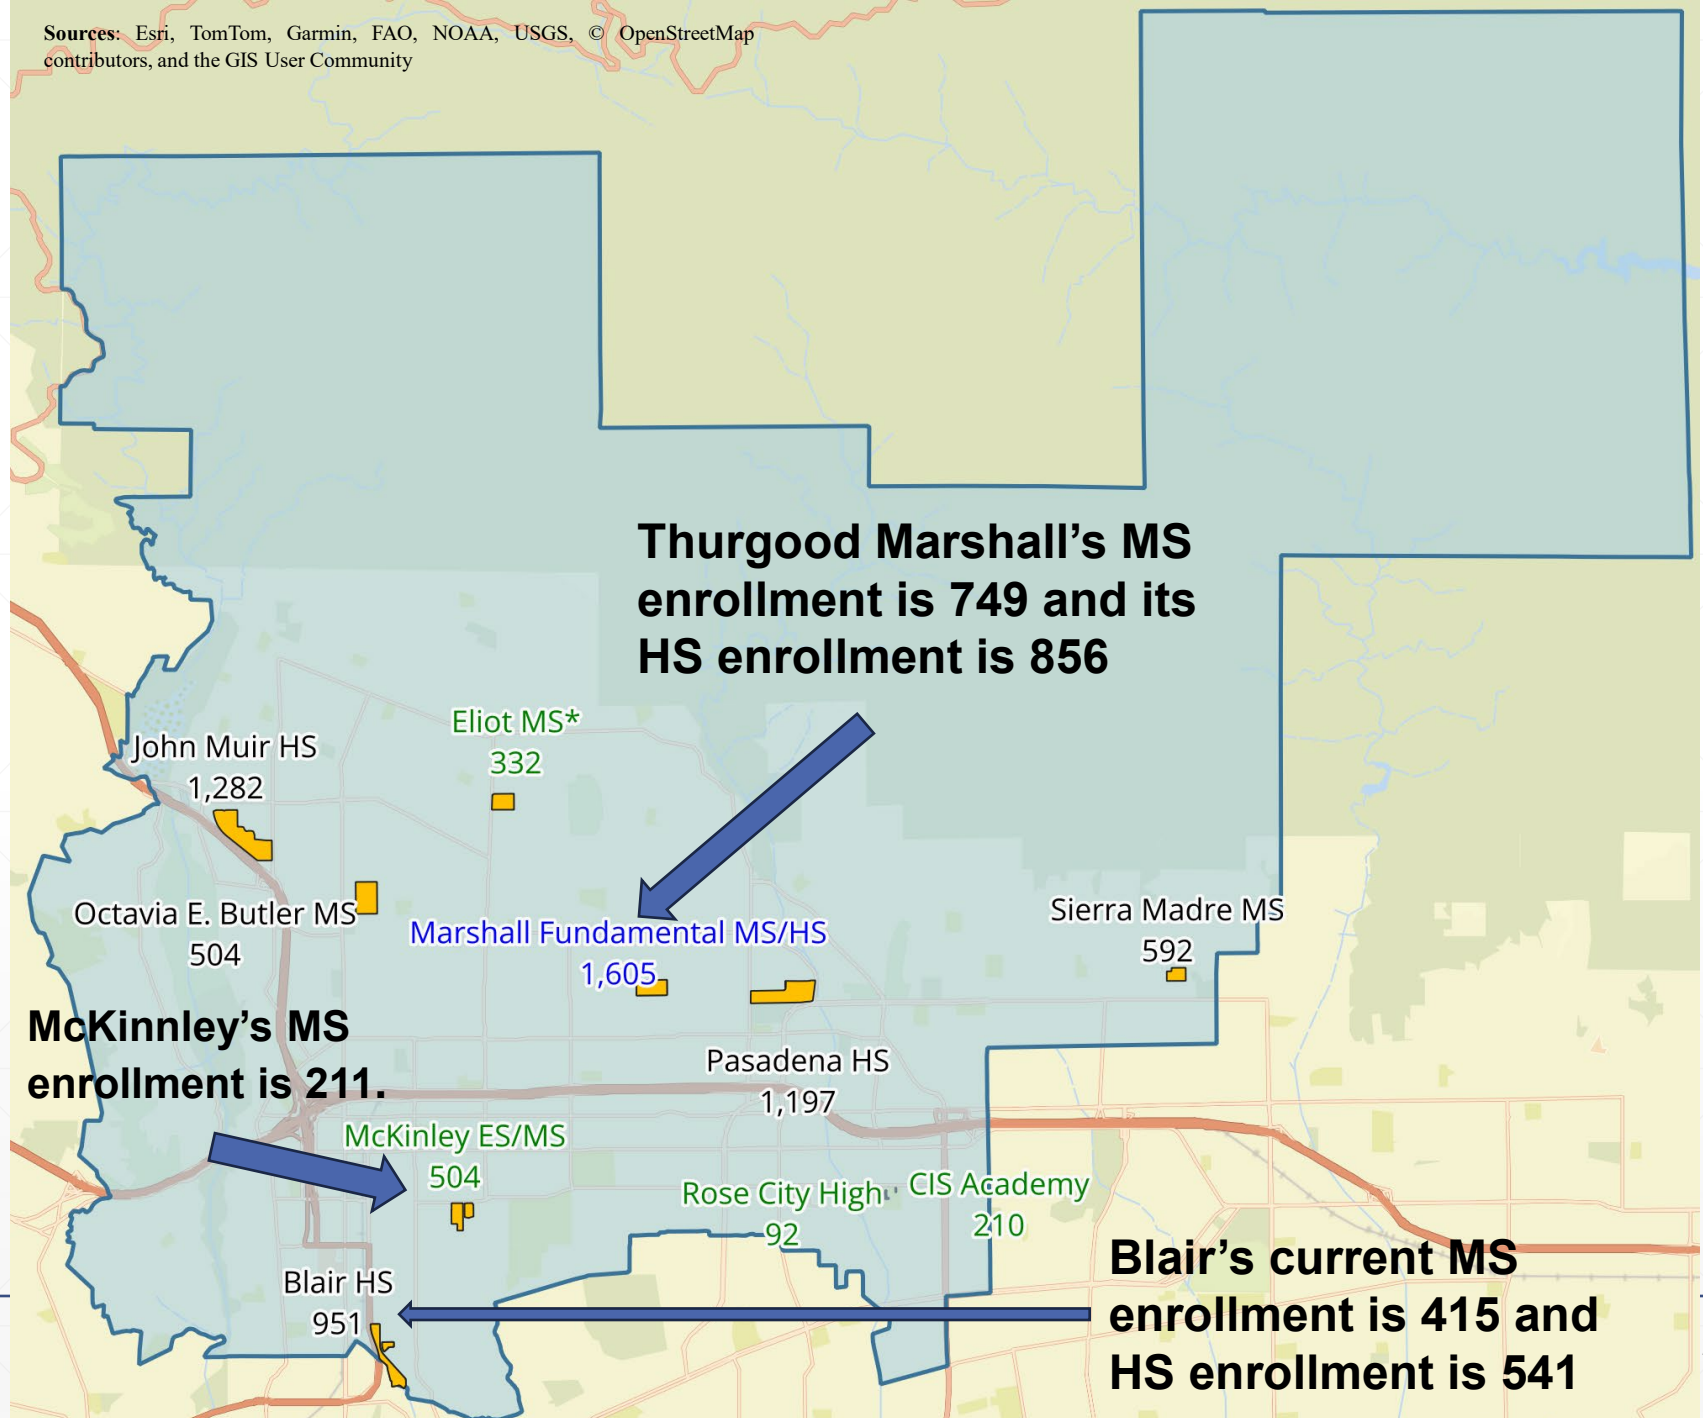 Sources: Esri, TomTom, Garmin, FAO, NOAA, USGS, © OpenStreetMap
contributors, and the GIS User Community
Thurgood Marshall’s MS
enrollment is 749 and its
HS enrollment is 856
Eliot MS*
332
John Muir HS
1,282
Octavia E. Butler MS
504
Marshall Fundamental MS/HS
1,605
Sierra Madre MS
592
McKinnley’s MS
enrollment is 211.
Pasadena HS
1,197
McKinley ES/MS
504
Rose City High
92
CIS Academy
210
Blair HS
951
Blair’s current MS
enrollment is 415 and
HS enrollment is 541